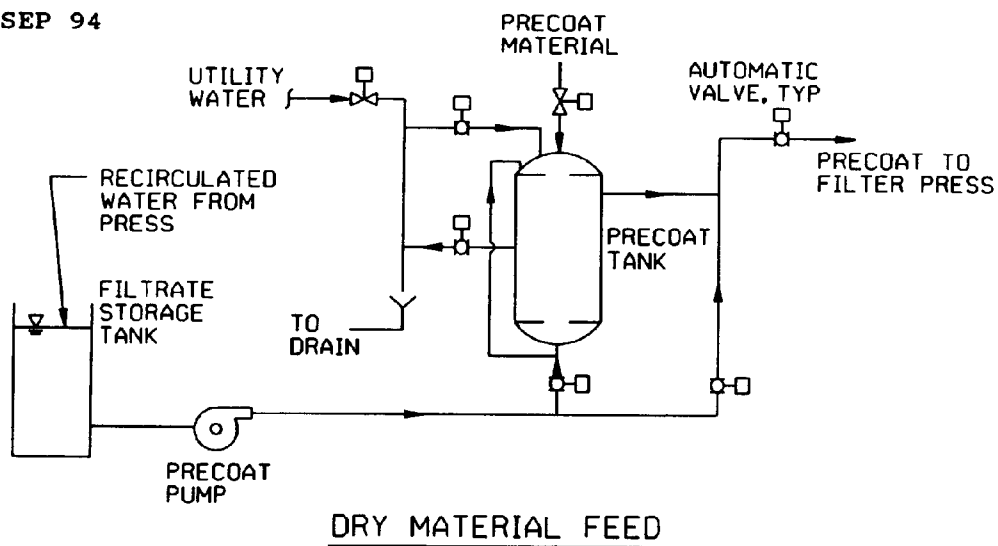 SEP 94
PRECOAT
MATERIAL
UTILITY
WATER
AUTOMATIC
VALVE, TYP
PRECOAT TO
FILTER PRESS
RECIRCULATED
WATER FROM
PRESS
PRECOAT
TANK
FILTRATE
STORAGE
TANK
TO
DRAIN
PRECOAT
PUMP
DRY MATERIAL FEED